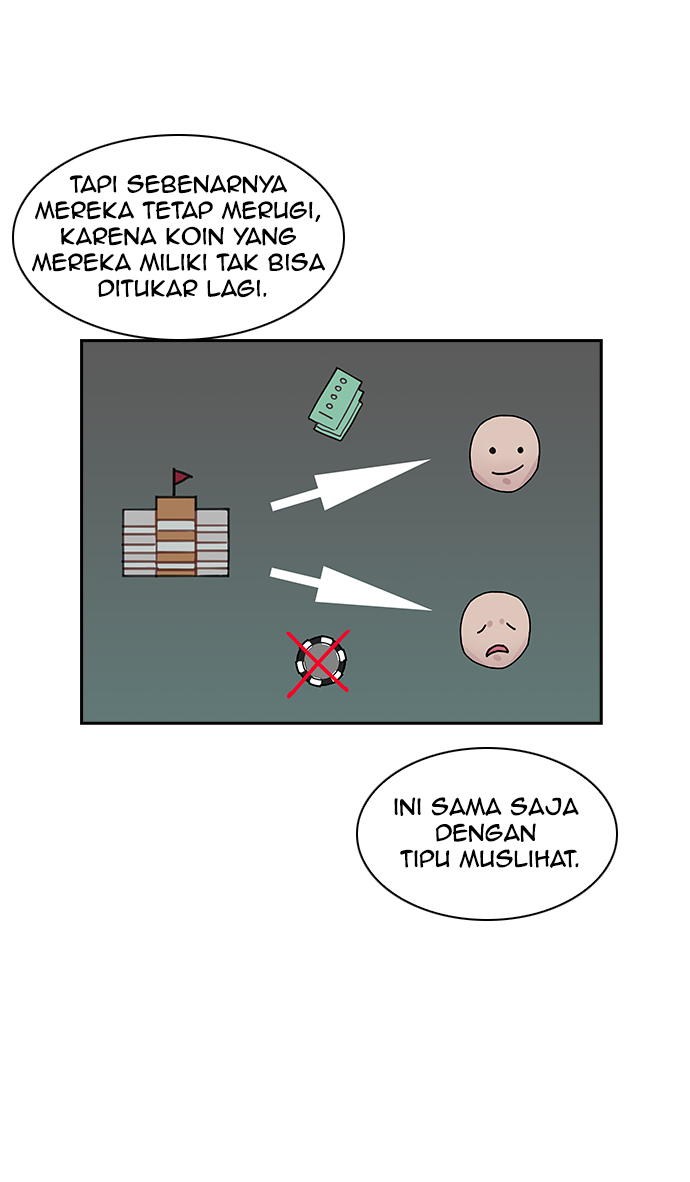 TAPI SEBENARNYA
MEREKA TETAP MERUGI,
KARENA KOIN YANG
MEREKA MILIKI TAK BISA
DITUKAR LAGI.
INI SAMA SAJA
DENGAN
TIPU MUSLIHAT.